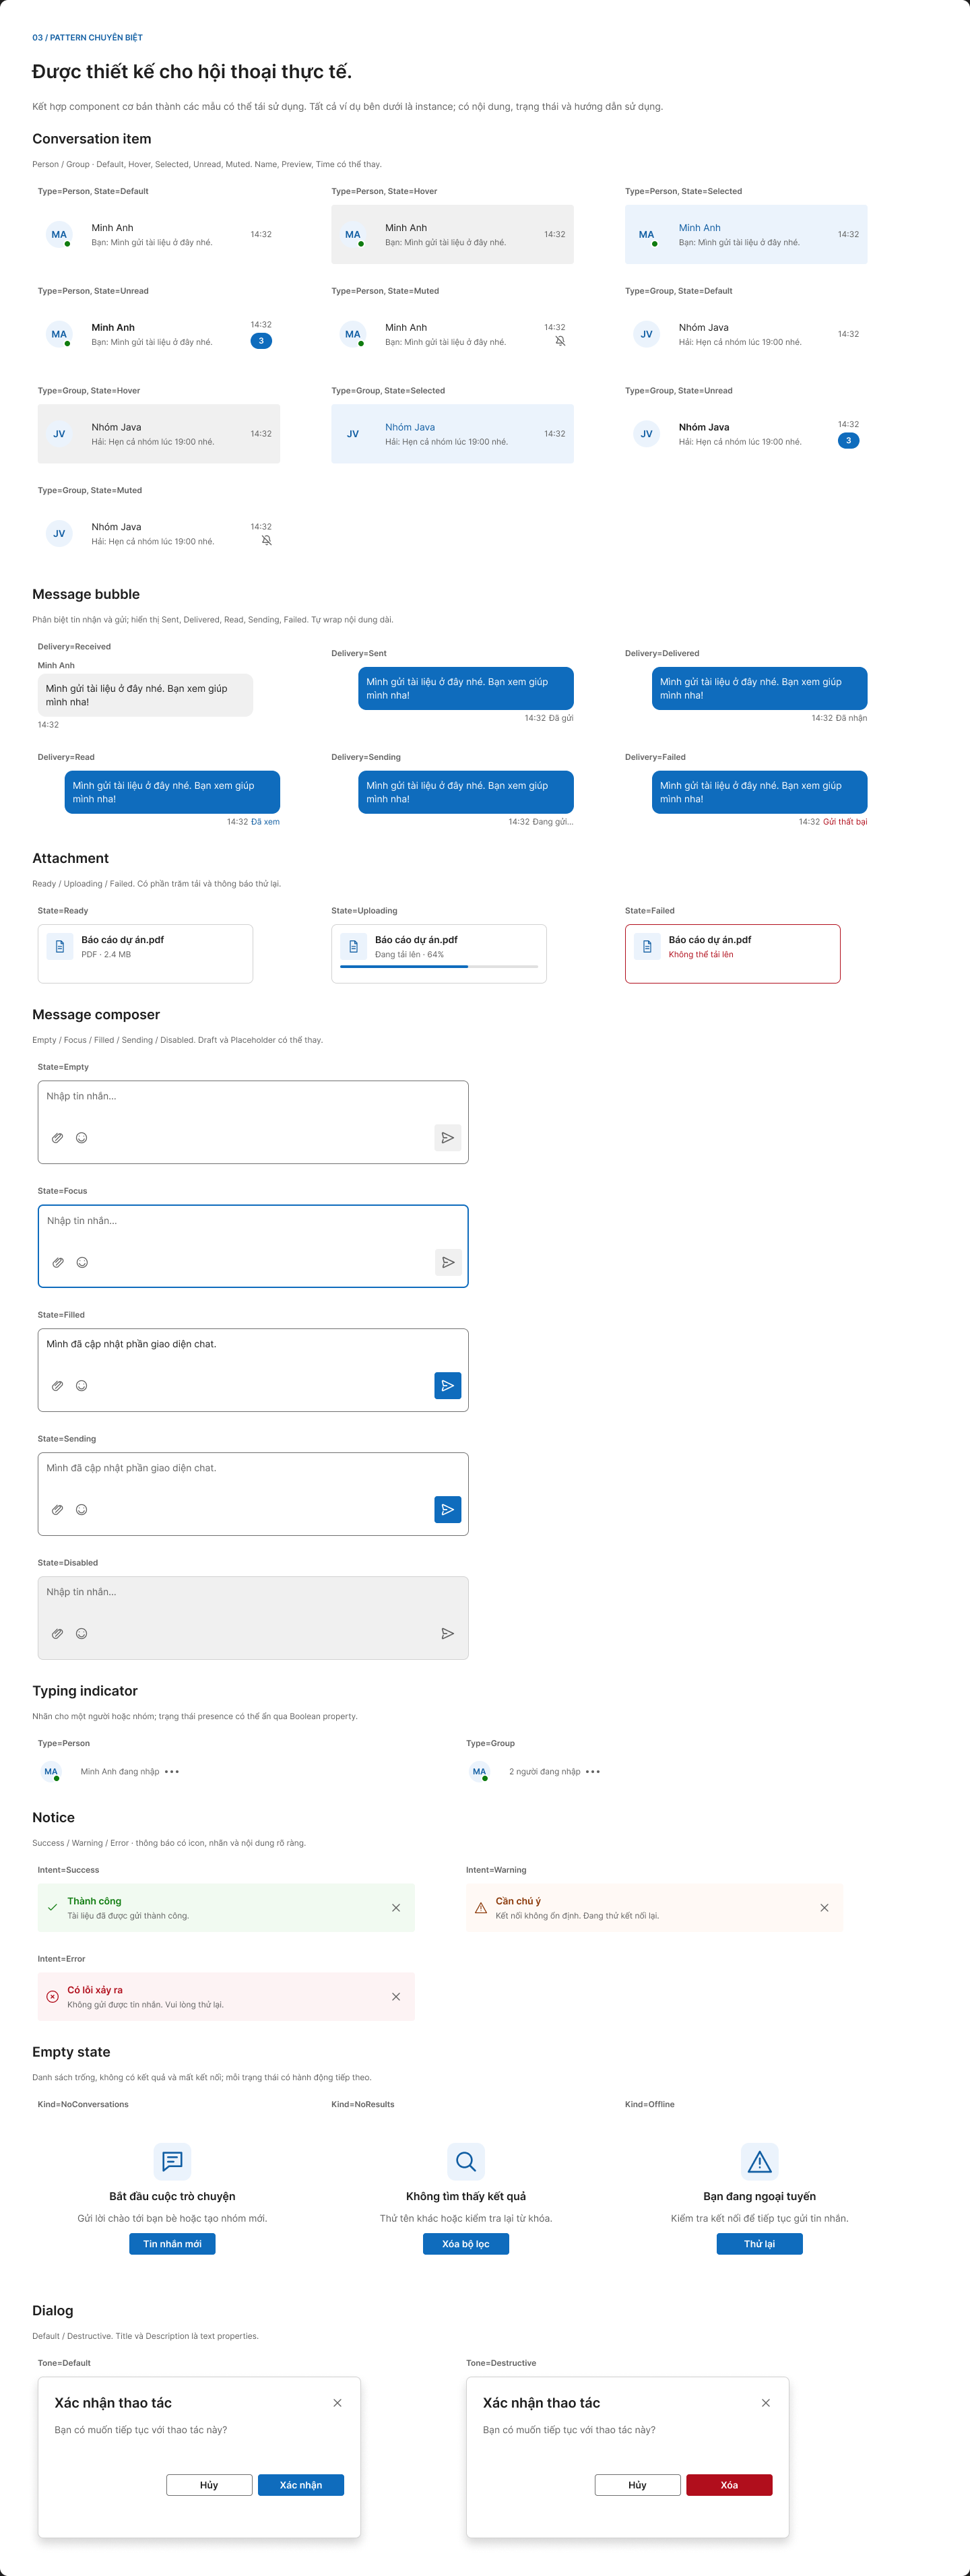 03 / PATTERN CHUYÊN BIỆT
Được thiết kế cho hội thoại thực tế.
Kết hợp component cơ bản thành các mẫu có thể tái sử dụng. Tất cả ví dụ bên dưới là instance; có nội dung, trạng thái và hướng dẫn sử dụng.
Conversation item
Person / Group · Default, Hover, Selected, Unread, Muted. Name, Preview, Time có thể thay.
Type=Person, State=Default
MA
Minh Anh
Bạn: Mình gửi tài liệu ở đây nhé.
14:32
Type=Person, State=Hover
MA
Minh Anh
Bạn: Mình gửi tài liệu ở đây nhé.
14:32
Type=Person, State=Selected
MA
Minh Anh
Bạn: Mình gửi tài liệu ở đây nhé.
14:32
Type=Person, State=Unread
MA
Minh Anh
Bạn: Mình gửi tài liệu ở đây nhé.
14:32
3
Type=Person, State=Muted
MA
Minh Anh
Bạn: Mình gửi tài liệu ở đây nhé.
14:32
Type=Group, State=Default
JV
Nhóm Java
Hải: Hẹn cả nhóm lúc 19:00 nhé.
14:32
Type=Group, State=Hover
JV
Nhóm Java
Hải: Hẹn cả nhóm lúc 19:00 nhé.
14:32
Type=Group, State=Selected
JV
Nhóm Java
Hải: Hẹn cả nhóm lúc 19:00 nhé.
14:32
Type=Group, State=Unread
JV
Nhóm Java
Hải: Hẹn cả nhóm lúc 19:00 nhé.
14:32
3
Type=Group, State=Muted
JV
Nhóm Java
Hải: Hẹn cả nhóm lúc 19:00 nhé.
14:32
Message bubble
Phân biệt tin nhận và gửi; hiển thị Sent, Delivered, Read, Sending, Failed. Tự wrap nội dung dài.
Delivery=Received
Minh Anh
Mình gửi tài liệu ở đây nhé. Bạn xem giúp
mình nha!
14:32
Delivery=Sent
Mình gửi tài liệu ở đây nhé. Bạn xem giúp
mình nha!
14:32 Đã gửi
Delivery=Delivered
Mình gửi tài liệu ở đây nhé. Bạn xem giúp
mình nha!
14:32 Đã nhận
Delivery=Read
Mình gửi tài liệu ở đây nhé. Bạn xem giúp
mình nha!
14:32 Đã xem
Delivery=Sending
Mình gửi tài liệu ở đây nhé. Bạn xem giúp
mình nha!
14:32 Đang gửi...
Delivery=Failed
Mình gửi tài liệu ở đây nhé. Bạn xem giúp
mình nha!
14:32 Gửi thất bại
Attachment
Ready / Uploading / Failed. Có phần trăm tải và thông báo thử lại.
State=Ready
Báo cáo dự án.pdf
PDF · 2.4 MB
State=Uploading
Báo cáo dự án.pdf
Đang tải lên · 64%
State=Failed
Báo cáo dự án.pdf
Không thể tải lên
Message composer
Empty / Focus / Filled / Sending / Disabled. Draft và Placeholder có thể thay.
State=Empty
Nhập tin nhắn...
State=Focus
Nhập tin nhắn...
State=Filled
Mình đã cập nhật phần giao diện chat.
State=Sending
Mình đã cập nhật phần giao diện chat.
State=Disabled
Nhập tin nhắn...
Typing indicator
Nhãn cho một người hoặc nhóm; trạng thái presence có thể ẩn qua Boolean property.
Type=Person
MA
Minh Anh đang nhập •••
Type=Group
MA
2 người đang nhập •••
Notice
Success / Warning / Error · thông báo có icon, nhãn và nội dung rõ ràng.
Intent=Success
Thành công
Tài liệu đã được gửi thành công.
Intent=Warning
Cần chú ý
Kết nối không ổn định. Đang thử kết nối lại.
Intent=Error
Có lỗi xảy ra
Không gửi được tin nhắn. Vui lòng thử lại.
Empty state
Danh sách trống, không có kết quả và mất kết nối; mỗi trạng thái có hành động tiếp theo.
Kind=NoConversations
Bắt đầu cuộc trò chuyện
Gửi lời chào tới bạn bè hoặc tạo nhóm mới.
Tin nhắn mới
Kind=NoResults
Không tìm thấy kết quả
Thử tên khác hoặc kiểm tra lại từ khóa.
Xóa bộ lọc
Kind=Offline
Bạn đang ngoại tuyến
Kiểm tra kết nối để tiếp tục gửi tin nhắn.
Thử lại
Dialog
Default / Destructive. Title và Description là text properties.
Tone=Default
Xác nhận thao tác
Bạn có muốn tiếp tục với thao tác này?
Hủy
Xác nhận
Tone=Destructive
Xác nhận thao tác
Bạn có muốn tiếp tục với thao tác này?
Hủy
Xóa